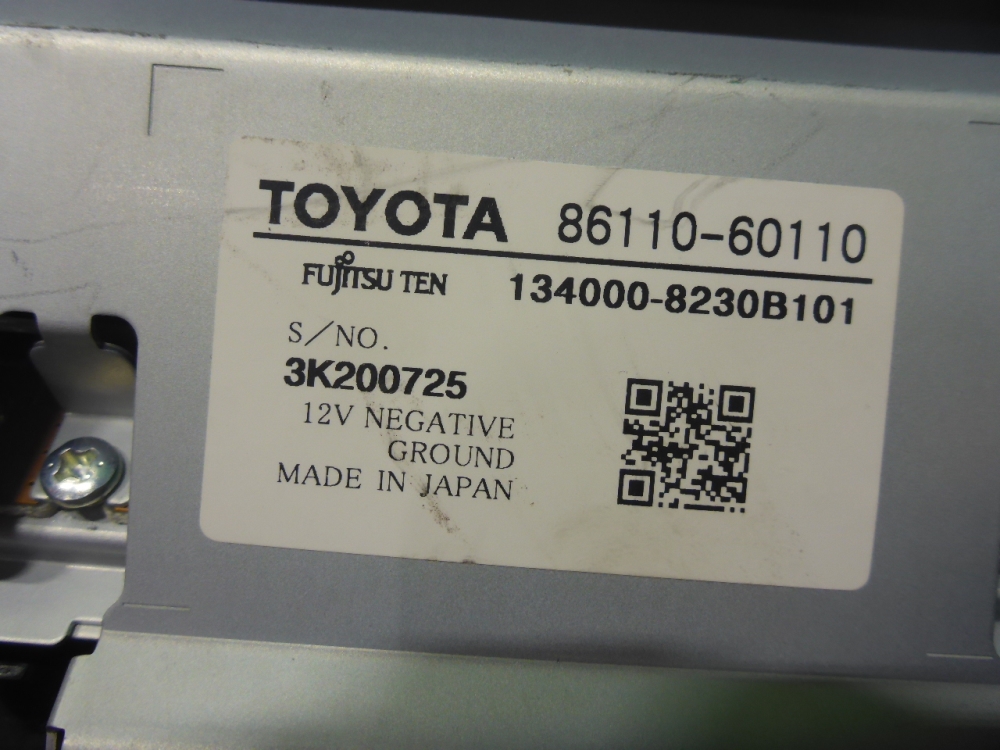 TOYOTA 86110-60110
FUJITSU TEN 134000-8230B101
S/NO.
3K200725
12V NEGATIVE
GROUND
MADE IN JAPAN